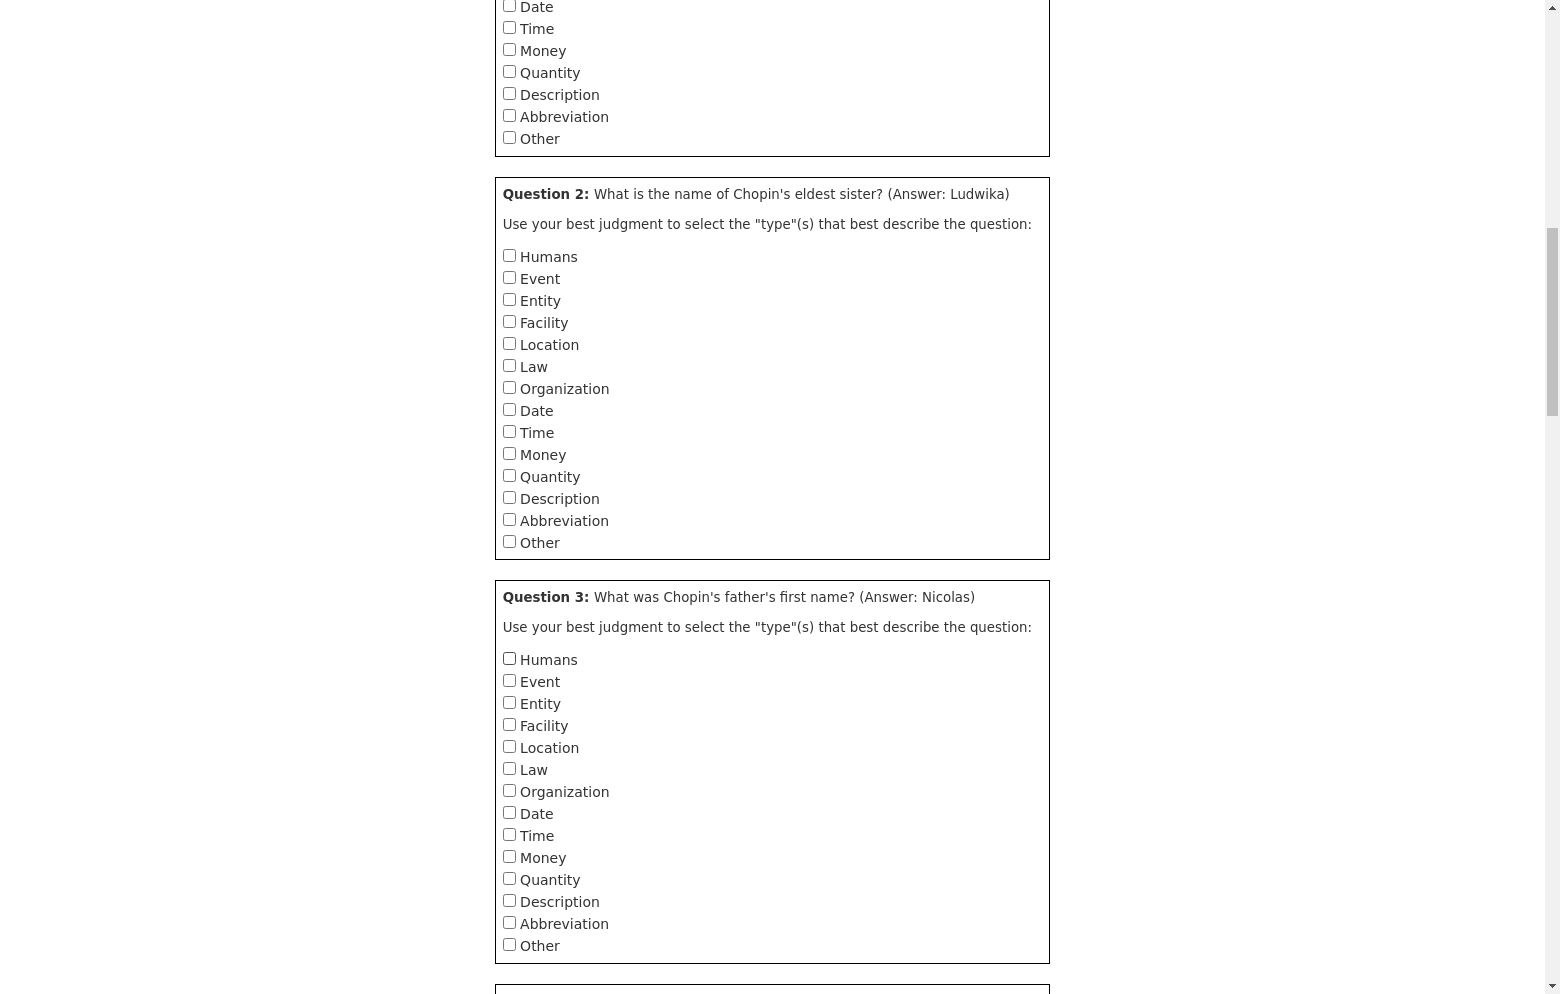 Date
Time
Money
Quantity
Description
Abbreviation
Other
Question 2: What is the name of Chopin's eldest sister? (Answer: Ludwika)
Use your best judgment to select the "type"(s) that best describe the question:
Humans
Event
Entity
Facility
Location
Law
Organization
Date
Time
Money
Quantity
Description
Abbreviation
Other
Question 3: What was Chopin's father's first name? (Answer: Nicolas)
Use your best judgment to select the "type"(s) that best describe the question:
Humans
Event
Entity
Facility
Location
Law
Organization
Date
Time
Money
Quantity
Description
Abbreviation
Other